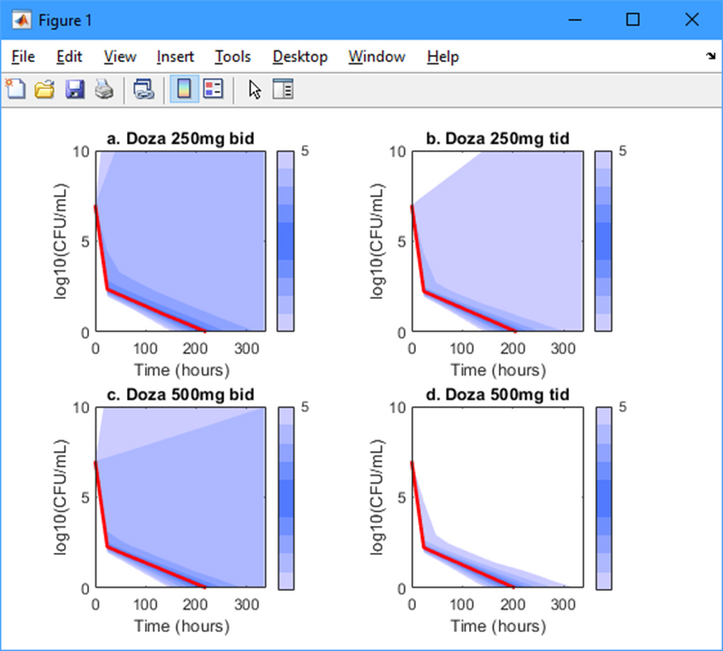 Figure 1
File Edit View Insert Tools Desktop Window Help
a. Doza 250mg bid
10
5
0
log10(CFU/mL)
0 100 200 300
Time (hours)
5
b. Doza 250mg tid
10
5
0
log10(CFU/mL)
0 100 200 300
Time (hours)
5
c. Doza 500mg bid
10
5
0
log10(CFU/mL)
0 100 200 300
Time (hours)
5
d. Doza 500mg tid
10
5
0
log10(CFU/mL)
0 100 200 300
Time (hours)
5